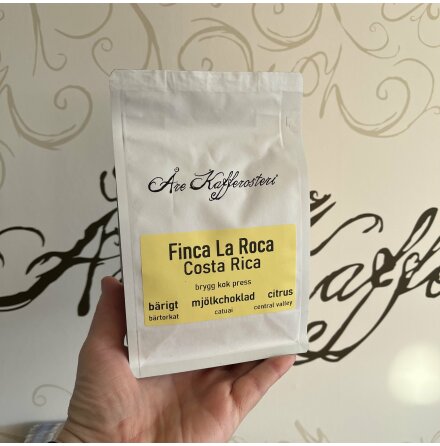 Åre Kafferosteri
Finca La Roca
Costa Rica
brygg kok press
bärigt mjölkchoklad citrus
bärtorkat catuai central valley